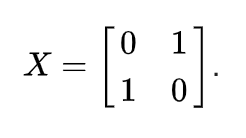 X = [0 1
1 0].